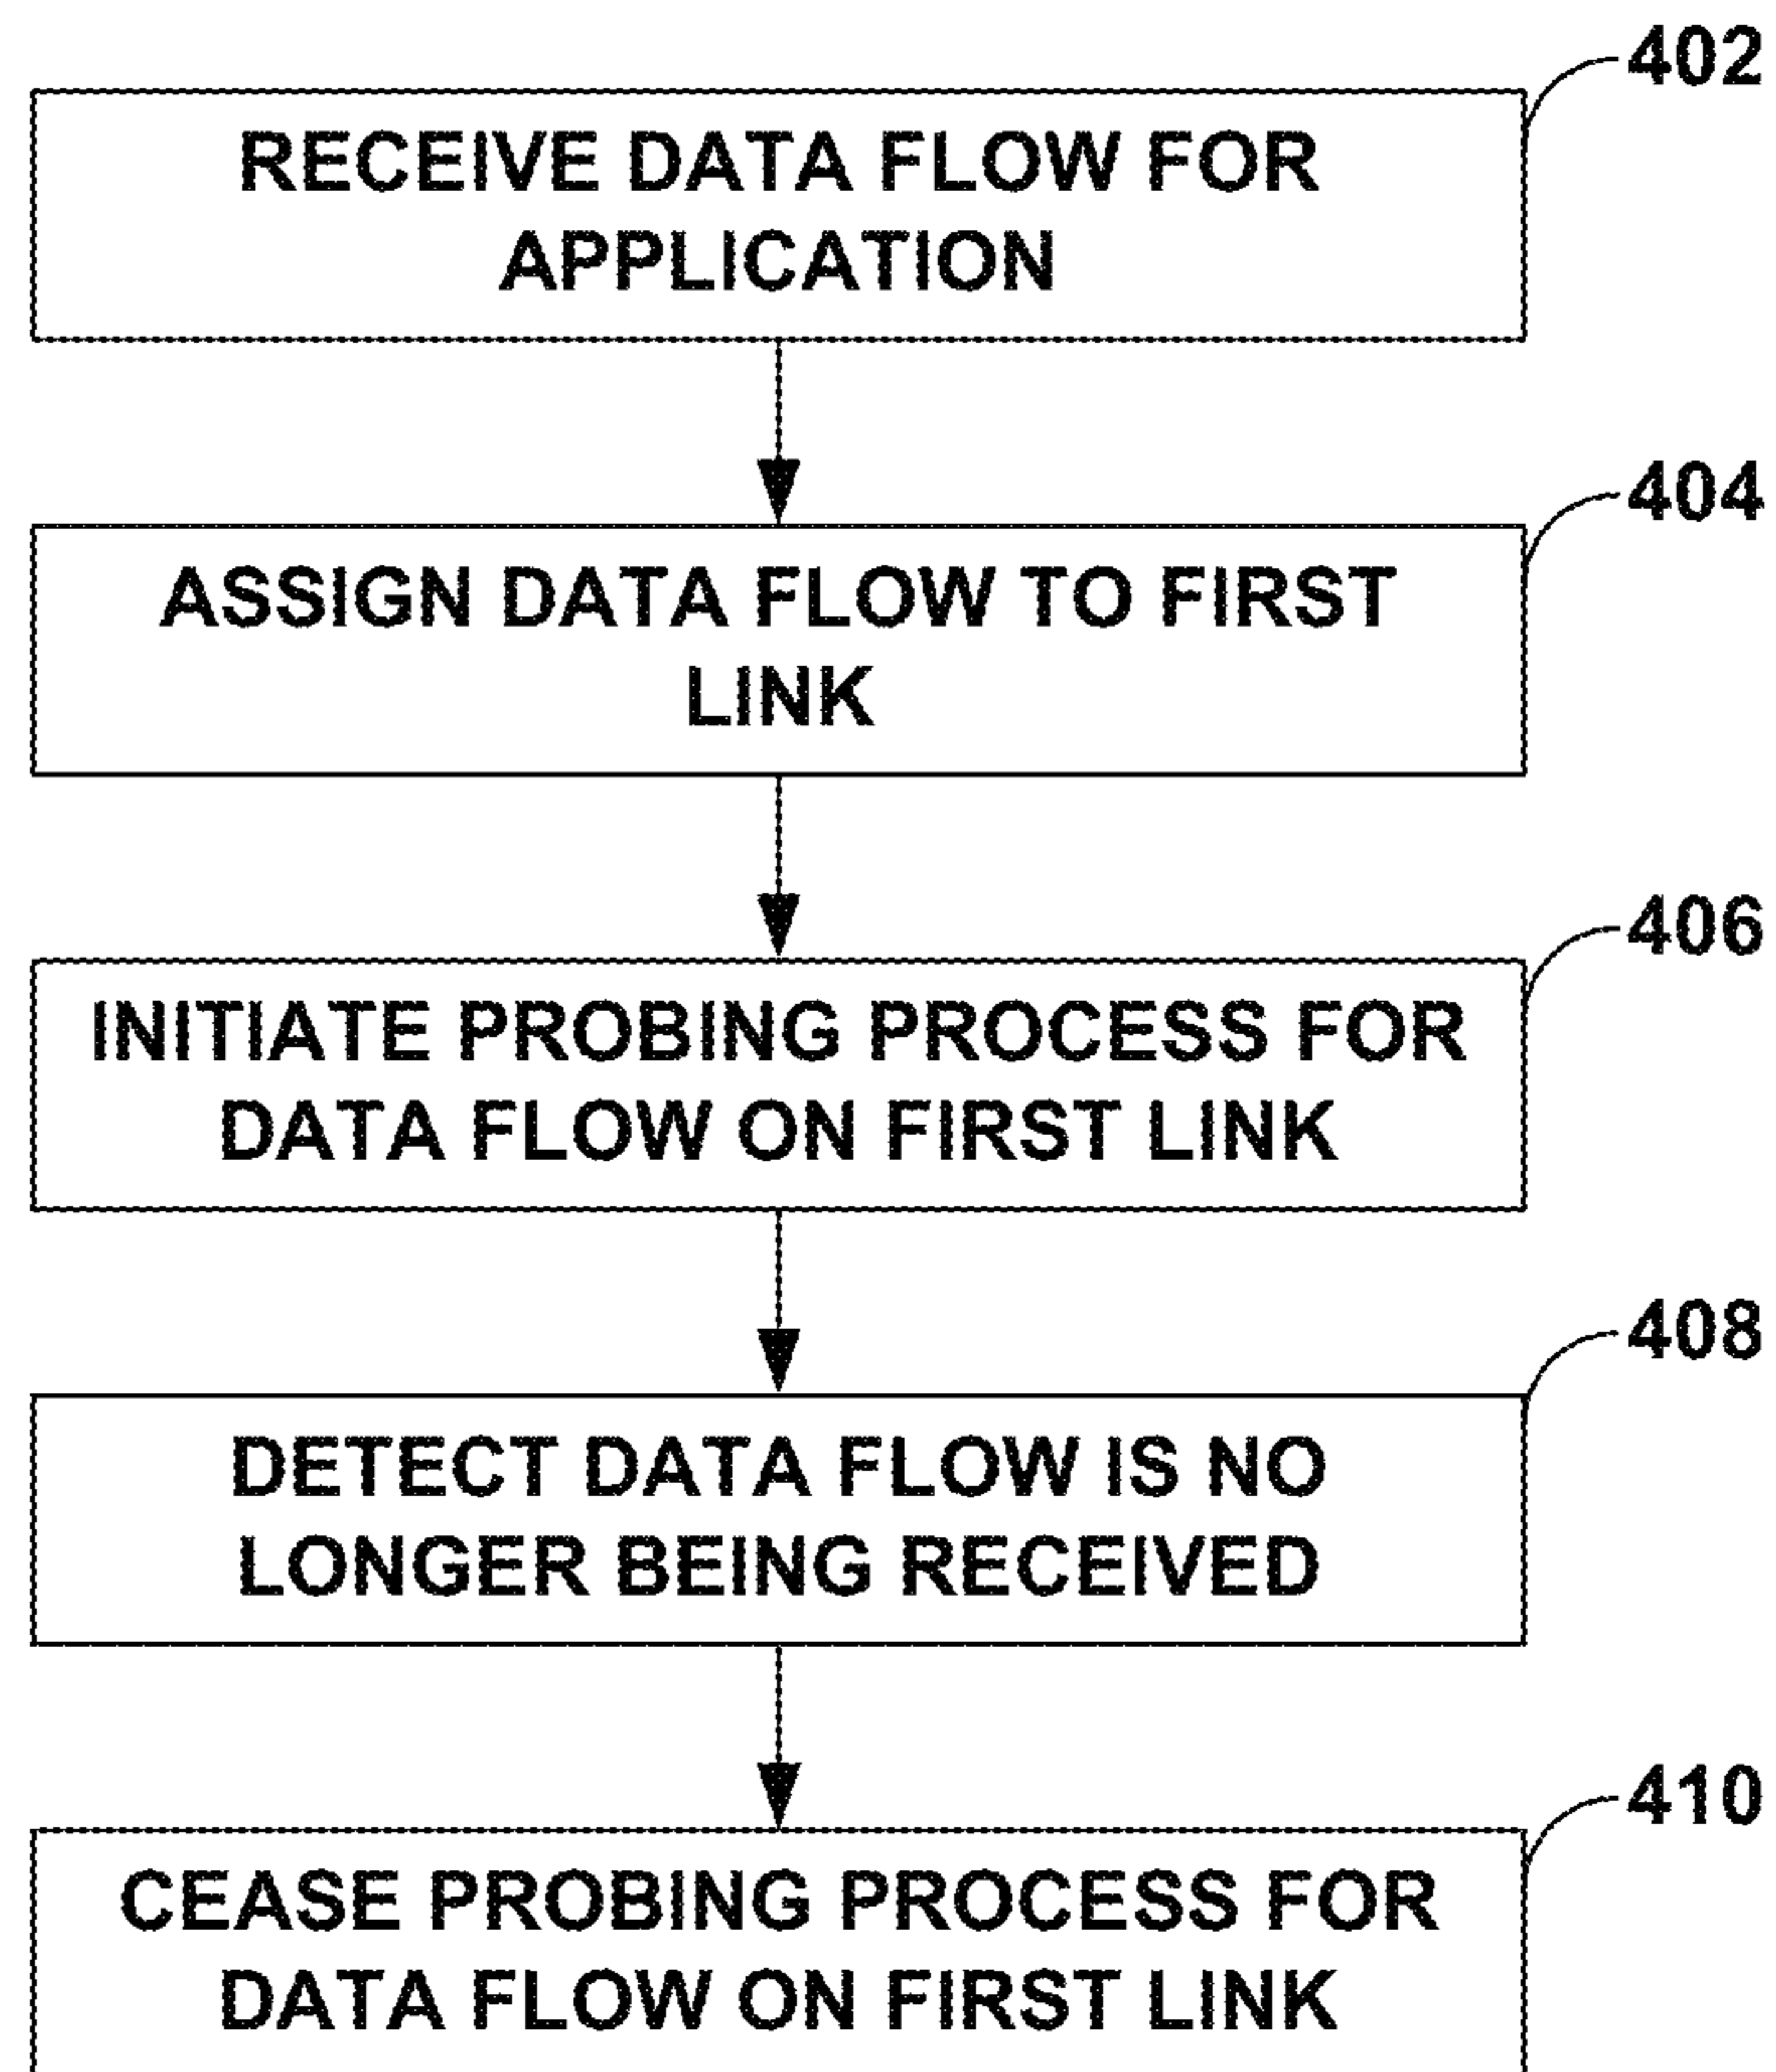 402
RECEIVE DATA FLOW FOR
APPLICATION
404
ASSIGN DATA FLOW TO FIRST
LINK
406
INITIATE PROBING PROCESS FOR
DATA FLOW ON FIRST LINK
408
DETECT DATA FLOW IS NO
LONGER BEING RECEIVED
410
CEASE PROBING PROCESS FOR
DATA FLOW ON FIRST LINK